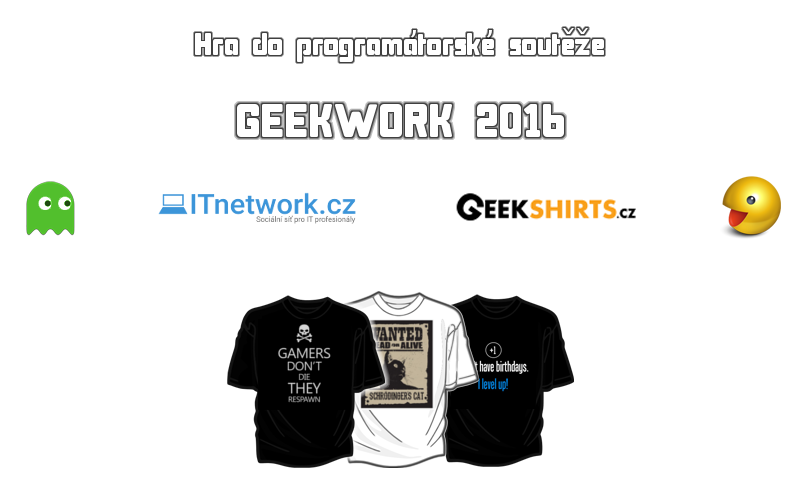 Hra do programátorské soutěže
GEEKWORK 2016
ITnetwork.cz
Sociální síť pro IT profesionály
GEEKSHIRTS.cz
GAMERS
DON'T
DIE
THEY
RESPAWN
WANTED
ALIVE
SCHRÖDINGERS CAT
+1
have birthdays.
I level up!